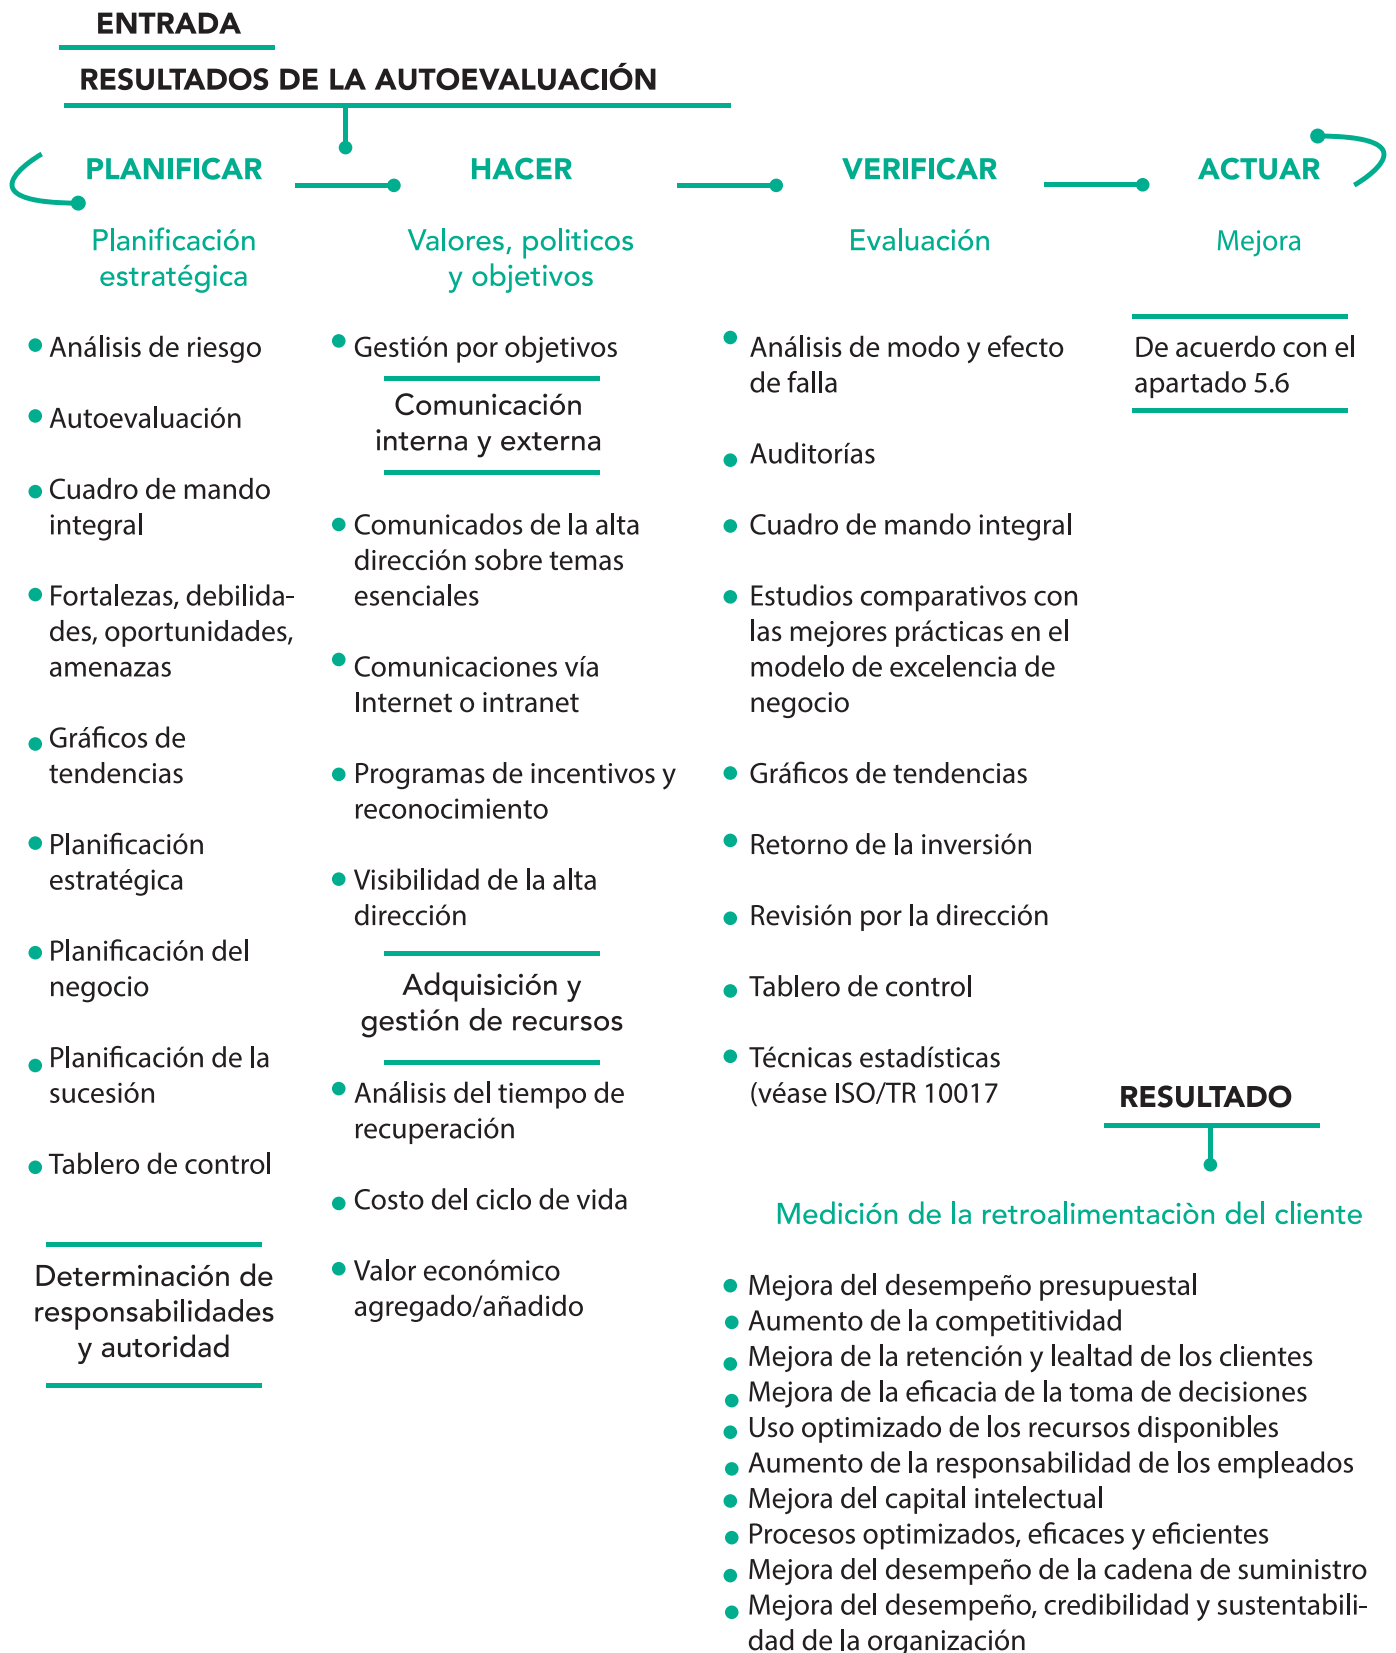 ENTRADA
RESULTADOS DE LA AUTOEVALUACIÓN
PLANIFICAR
Planificación
estratégica
Análisis de riesgo
Autoevaluación
Cuadro de mando
integral
Fortalezas, debilida-
des, oportunidades,
amenazas
Gráficos de
tendencias
Planificación
estratégica
Planificación del
negocio
Planificación de la
sucesión
Tablero de control
Determinación de
responsabilidades
y autoridad
HACER
Valores, politicos
y objetivos
Gestión por objetivos
Comunicación
interna y externa
Comunicados de la alta
dirección sobre temas
esenciales
Comunicaciones vía
Internet o intranet
Programas de incentivos y
reconocimiento
Visibilidad de la alta
dirección
Adquisición y
gestión de recursos
Análisis del tiempo de
recuperación
Costo del ciclo de vida
Valor económico
agregado/añadido
VERIFICAR
Evaluación
Análisis de modo y efecto
de falla
Auditorías
Cuadro de mando integral
Estudios comparativos con
las mejores prácticas en el
modelo de excelencia de
negocio
Gráficos de tendencias
Retorno de la inversión
Revisión por la dirección
Tablero de control
Técnicas estadísticas
(véase ISO/TR 10017
ACTUAR
Mejora
De acuerdo con el
apartado 5.6
RESULTADO
Medición de la retroalimentaciòn del cliente
Mejora del desempeño presupuestal
Aumento de la competitividad
Mejora de la retención y lealtad de los clientes
Mejora de la eficacia de la toma de decisiones
Uso optimizado de los recursos disponibles
Aumento de la responsabilidad de los empleados
Mejora del capital intelectual
Procesos optimizados, eficaces y eficientes
Mejora del desempeño de la cadena de suministro
Mejora del desempeño, credibilidad y sustentabili-
dad de la organización